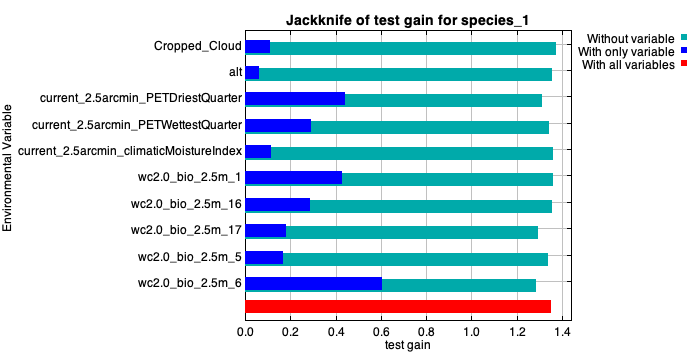 Jackknife of test gain for species_1
Without variable
With only variable
With all variables
Environmental Variable
Cropped_Cloud
alt
current_2.5arcmin_PETDriestQuarter
current_2.5arcmin_PETWettestQuarter
current_2.5arcmin_climaticMoistureIndex
wc2.0_bio_2.5m_1
wc2.0_bio_2.5m_16
wc2.0_bio_2.5m_17
wc2.0_bio_2.5m_5
wc2.0_bio_2.5m_6
0.0 0.2 0.4 0.6 0.8 1.0 1.2 1.4
test gain